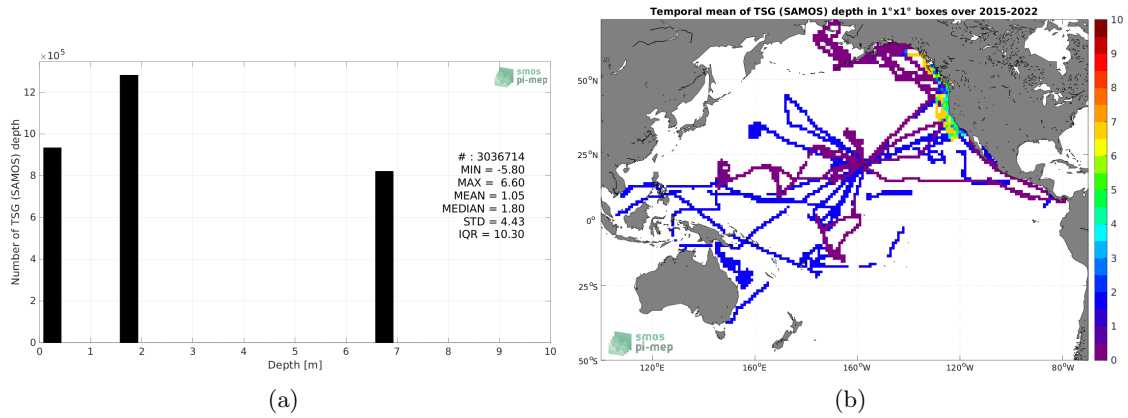 ×10⁵
12
10
8
6
4
2
0
Number of TSG (SAMOS) depth
0 1 2 3 4 5 6 7 8 9 10
Depth [m]
smos
pi-mep
# : 3036714
MIN = -5.80
MAX = 6.60
MEAN = 1.05
MEDIAN = 1.80
STD = 4.43
IQR = 10.30
(a)
Temporal mean of TSG (SAMOS) depth in 1°x1° boxes over 2015-2022
50°N
25°N
0°
25°S
50°S
120°E 160°E 160°W 120°W 80°W
smos
pi-mep
10
9
8
7
6
5
4
3
2
1
0
(b)